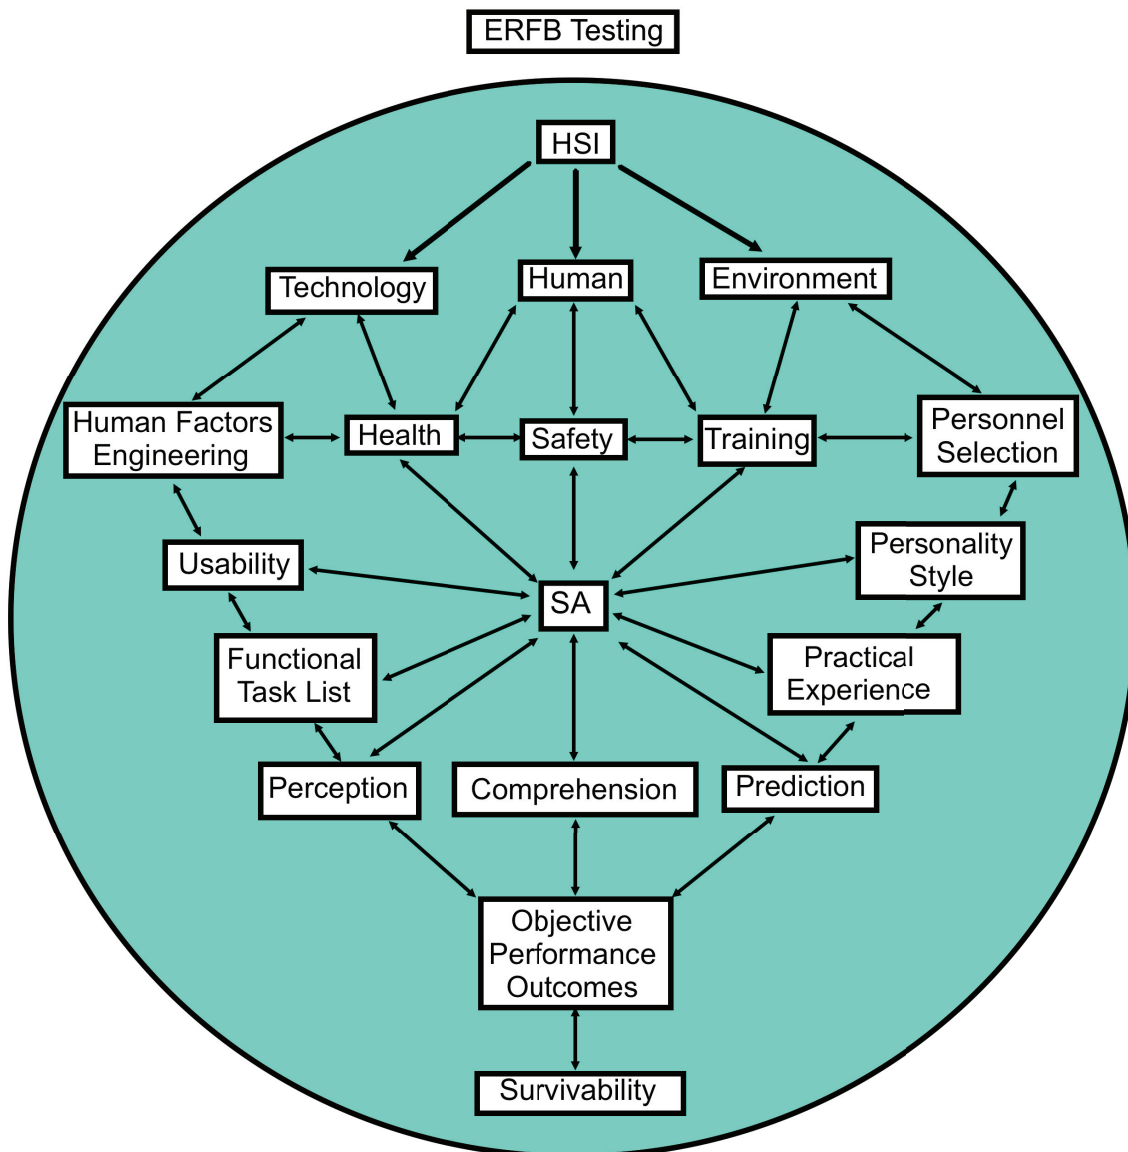 ERFB Testing
HSI
Technology
Human
Environment
Human Factors
Engineering
Health
Safety
Training
Personnel
Selection
Usability
SA
Personality
Style
Functional
Task List
Practical
Experience
Perception
Comprehension
Prediction
Objective
Performance
Outcomes
Survivability